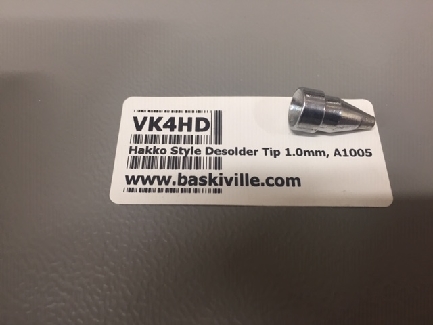 VK4HD
Hakko Style Desolder Tip 1.0mm, A1005
www.baskiville.com